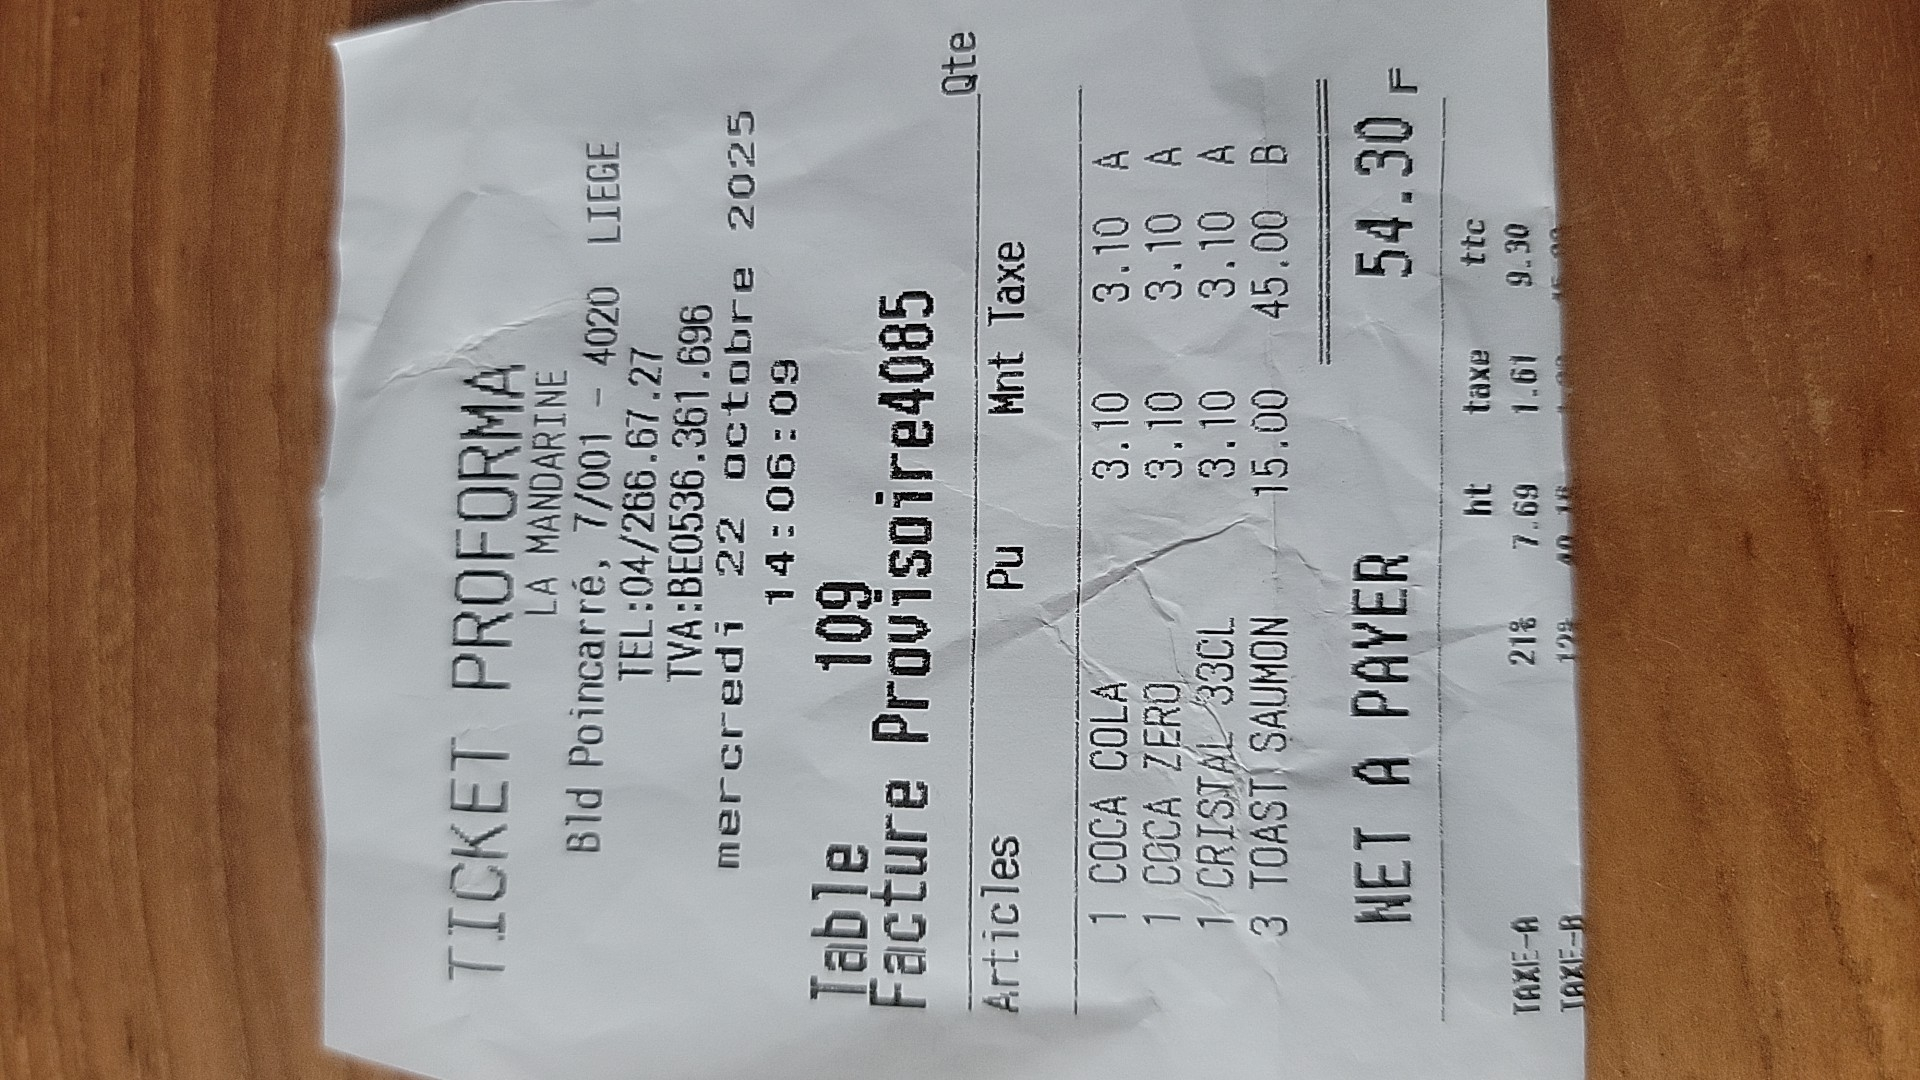 TICKET PROFORMA
LA MANDARINE
Bld Poincarré, 7/001 - 4020 LIEGE
TEL:04/266.67.27
TVA:BE0536.361.696
mercredi 22 octobre 2025
14:06:09
Table 109
Facture Provisoire4085
Qte
Articles Pu Mnt Taxe
1 COCA COLA 3.10 3.10 A
1 COCA ZERO 3.10 3.10 A
1 CRISTAL 33CL 3.10 3.10 A
3 TOAST SAUMON 15.00 45.00 B
NET A PAYER 54.30 F
ht taxe ttc
TAXE-A 21% 7.69 1.61 9.30
TAXE-B 12%